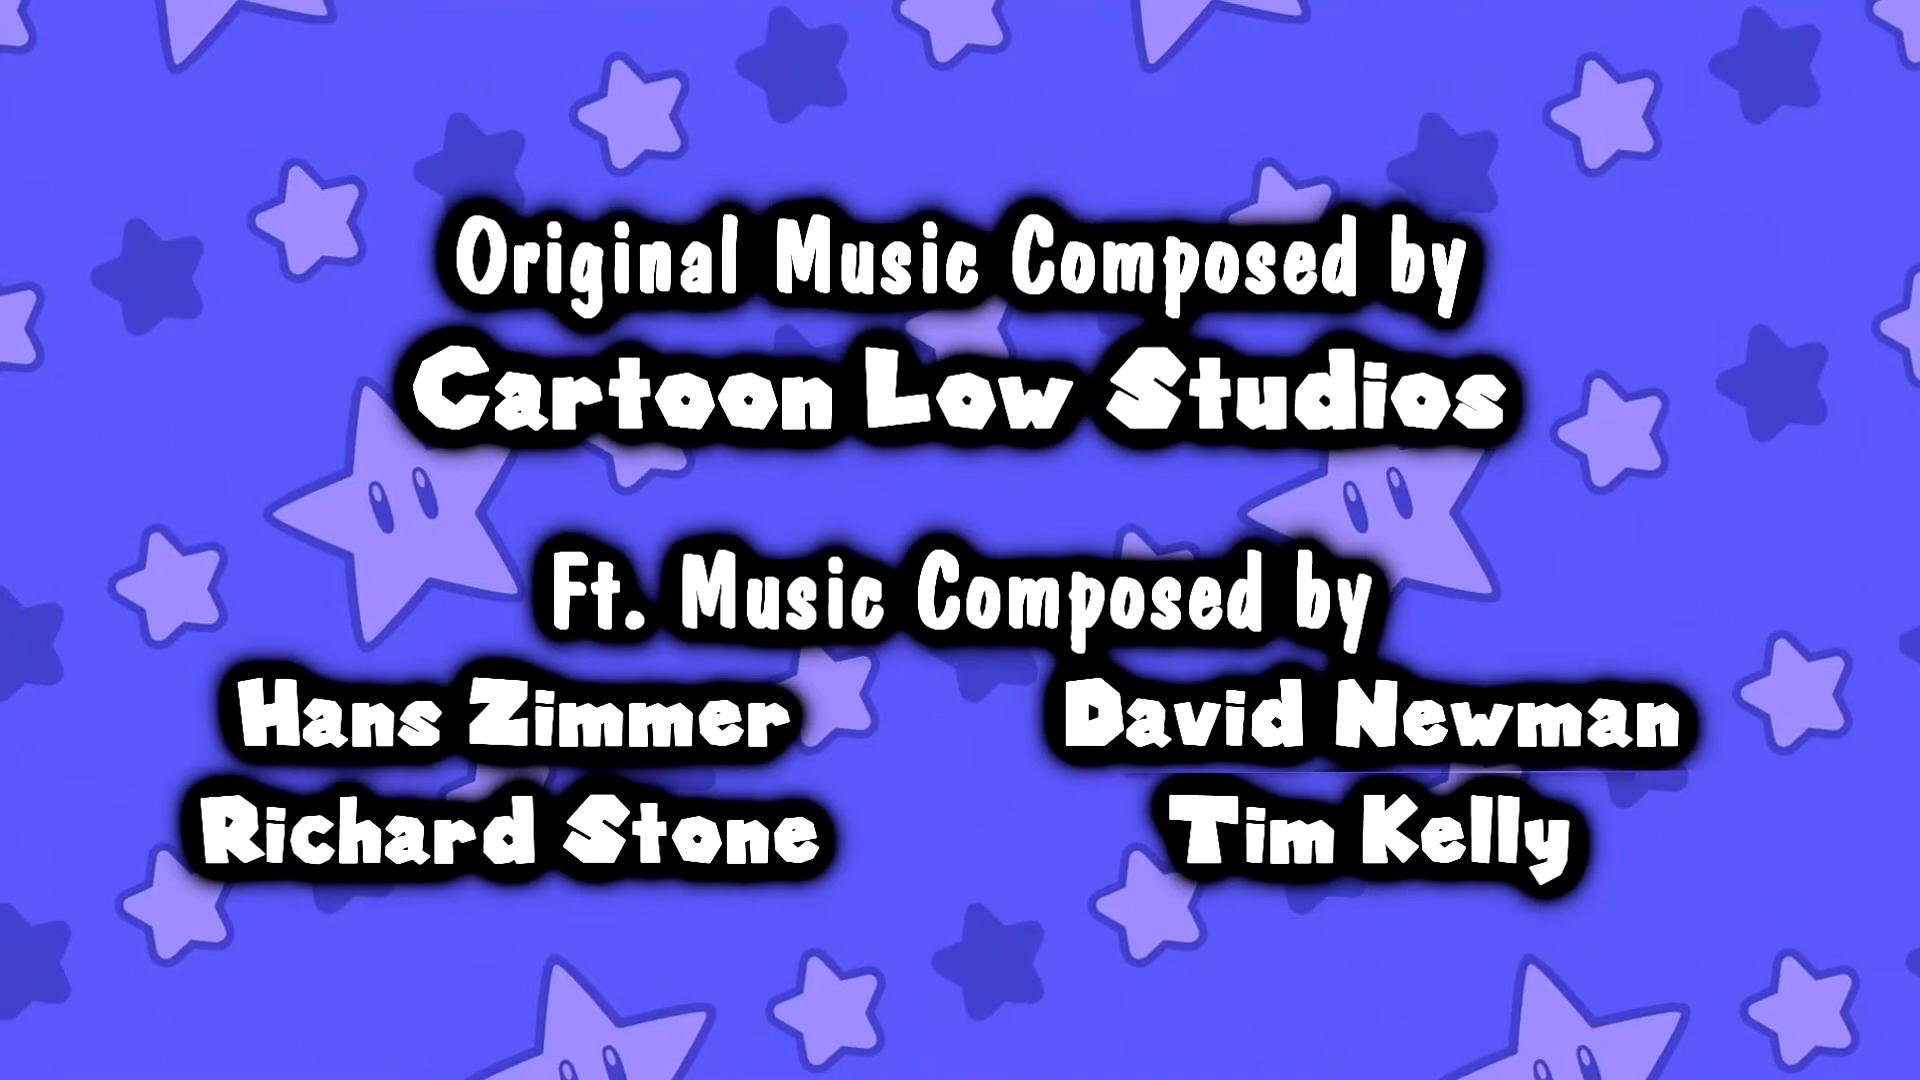 Original Music Composed by
Cartoon Low Studios
Ft. Music Composed by
Hans Zimmer
David Newman
Richard Stone
Tim Kelly